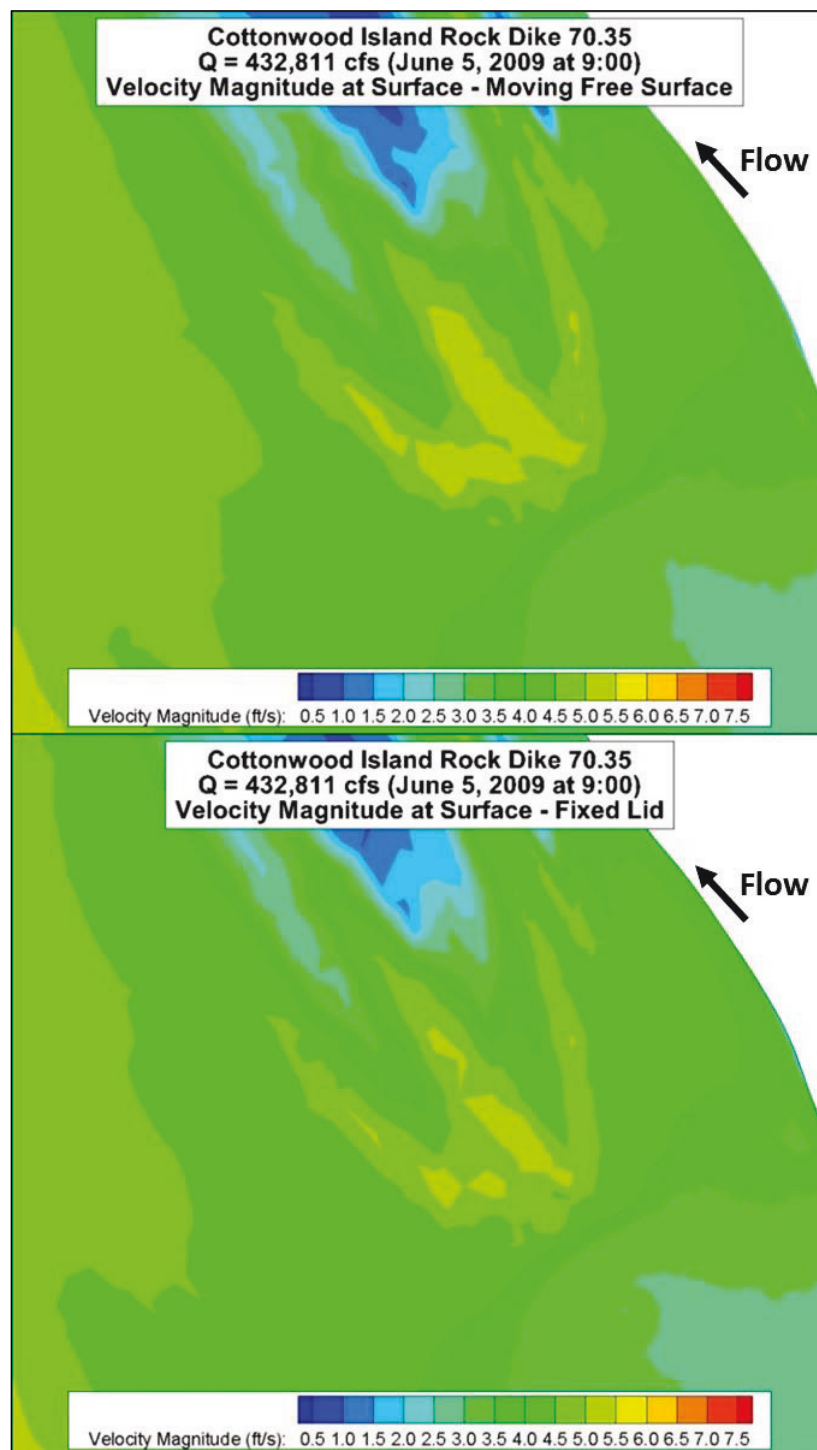 Cottonwood Island Rock Dike 70.35
Q = 432,811 cfs (June 5, 2009 at 9:00)
Velocity Magnitude at Surface - Moving Free Surface
Flow
Velocity Magnitude (ft/s): 0.5 1.0 1.5 2.0 2.5 3.0 3.5 4.0 4.5 5.0 5.5 6.0 6.5 7.0 7.5
Cottonwood Island Rock Dike 70.35
Q = 432,811 cfs (June 5, 2009 at 9:00)
Velocity Magnitude at Surface - Fixed Lid
Flow
Velocity Magnitude (ft/s): 0.5 1.0 1.5 2.0 2.5 3.0 3.5 4.0 4.5 5.0 5.5 6.0 6.5 7.0 7.5